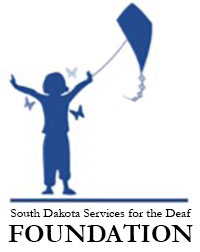 South Dakota Services for the Deaf
FOUNDATION